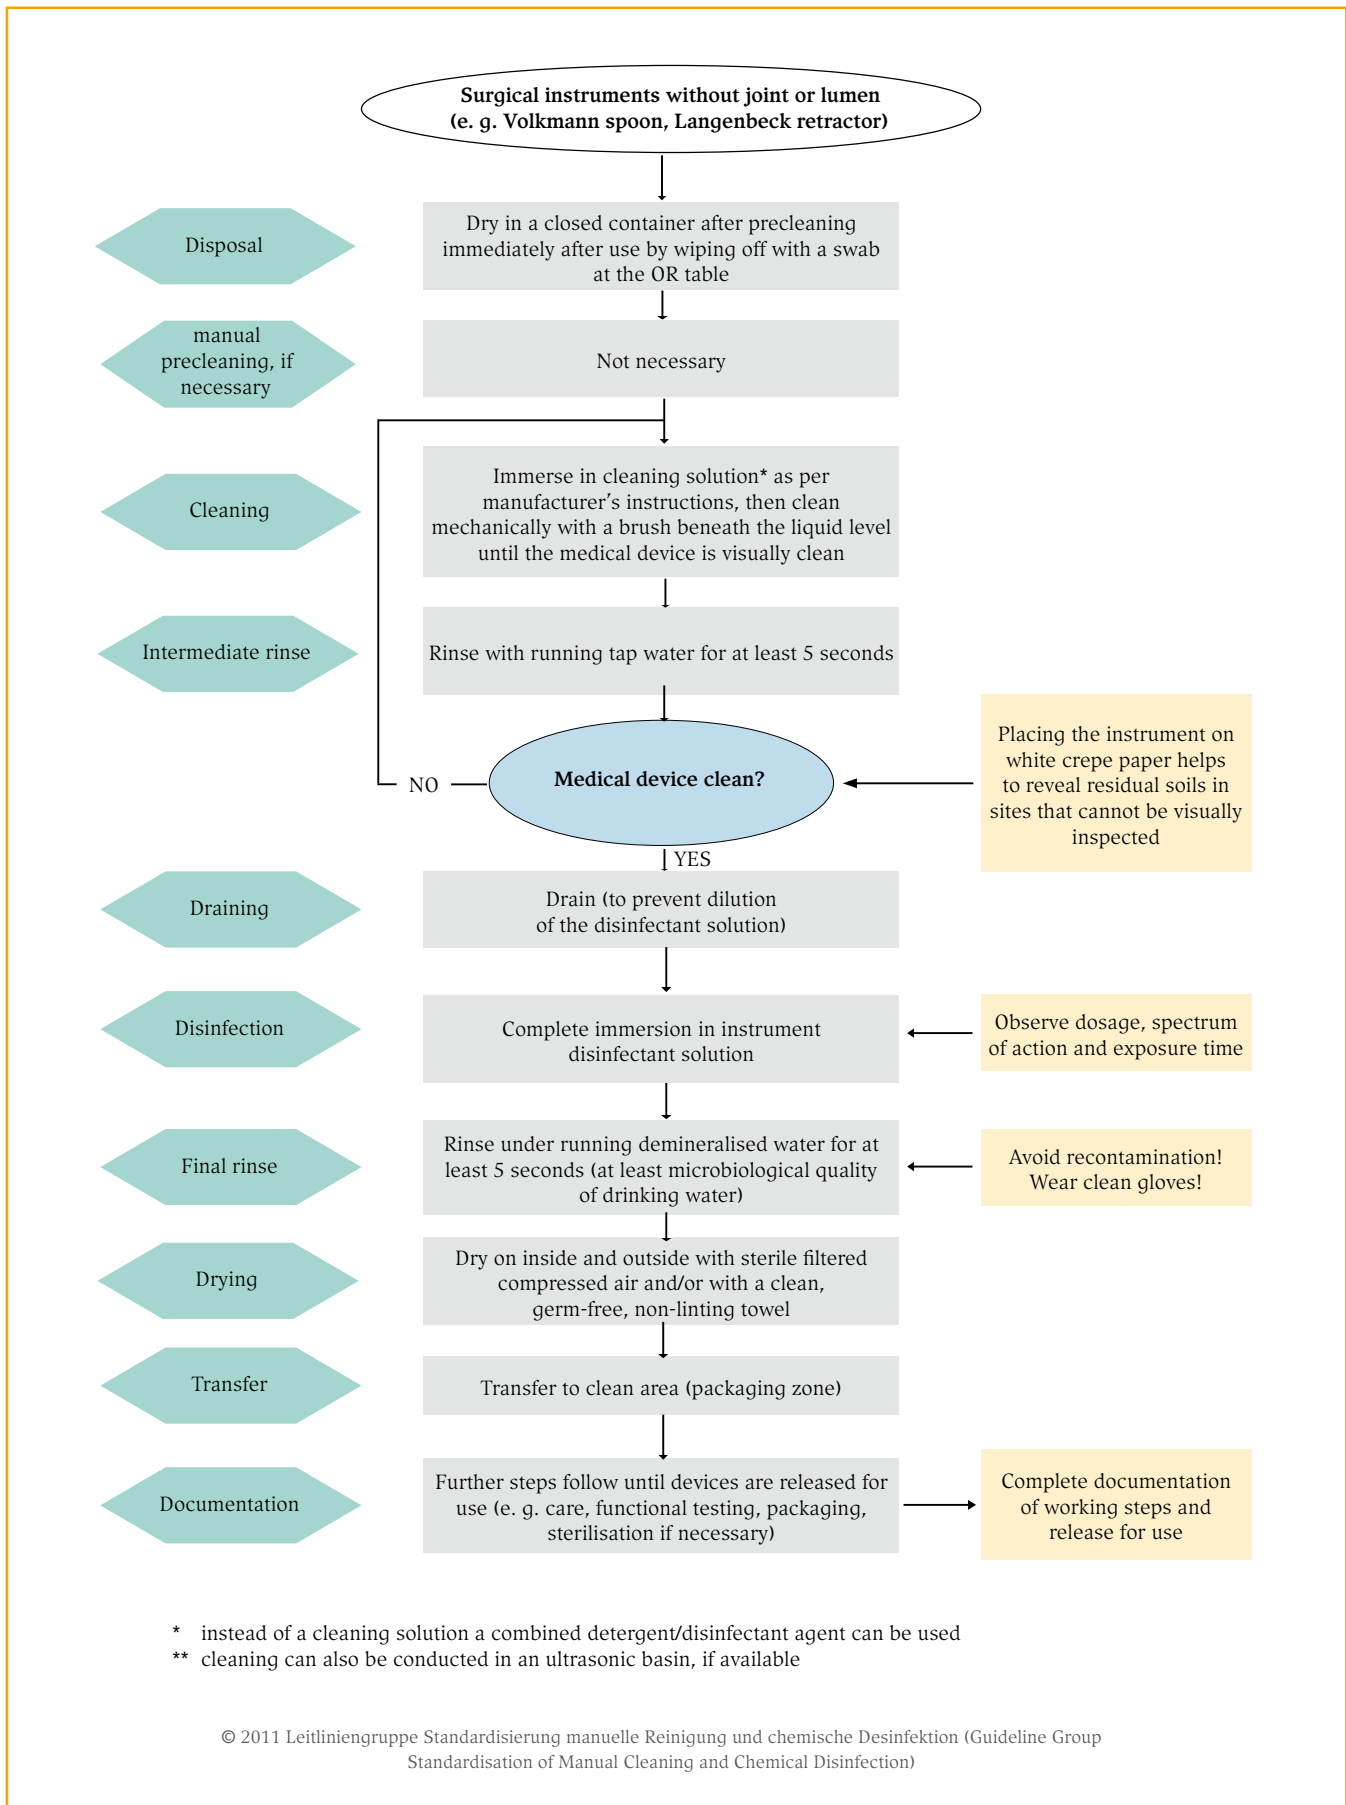 Surgical instruments without joint or lumen
(e. g. Volkmann spoon, Langenbeck retractor)
Disposal
Dry in a closed container after precleaning
immediately after use by wiping off with a swab
at the OR table
manual
precleaning, if
necessary
Not necessary
Cleaning
Immerse in cleaning solution* as per
manufacturer's instructions, then clean
mechanically with a brush beneath the liquid level
until the medical device is visually clean
Intermediate rinse
Rinse with running tap water for at least 5 seconds
Medical device clean?
NO
Placing the instrument on
white crepe paper helps
to reveal residual soils in
sites that cannot be visually
inspected
YES
Draining
Drain (to prevent dilution
of the disinfectant solution)
Disinfection
Complete immersion in instrument
disinfectant solution
Observe dosage, spectrum
of action and exposure time
Final rinse
Rinse under running demineralised water for at
least 5 seconds (at least microbiological quality
of drinking water)
Avoid recontamination!
Wear clean gloves!
Drying
Dry on inside and outside with sterile filtered
compressed air and/or with a clean,
germ-free, non-linting towel
Transfer
Transfer to clean area (packaging zone)
Documentation
Further steps follow until devices are released for
use (e. g. care, functional testing, packaging,
sterilisation if necessary)
Complete documentation
of working steps and
release for use
* instead of a cleaning solution a combined detergent/disinfectant agent can be used
** cleaning can also be conducted in an ultrasonic basin, if available
© 2011 Leitliniengruppe Standardisierung manuelle Reinigung und chemische Desinfektion (Guideline Group
Standardisation of Manual Cleaning and Chemical Disinfection)